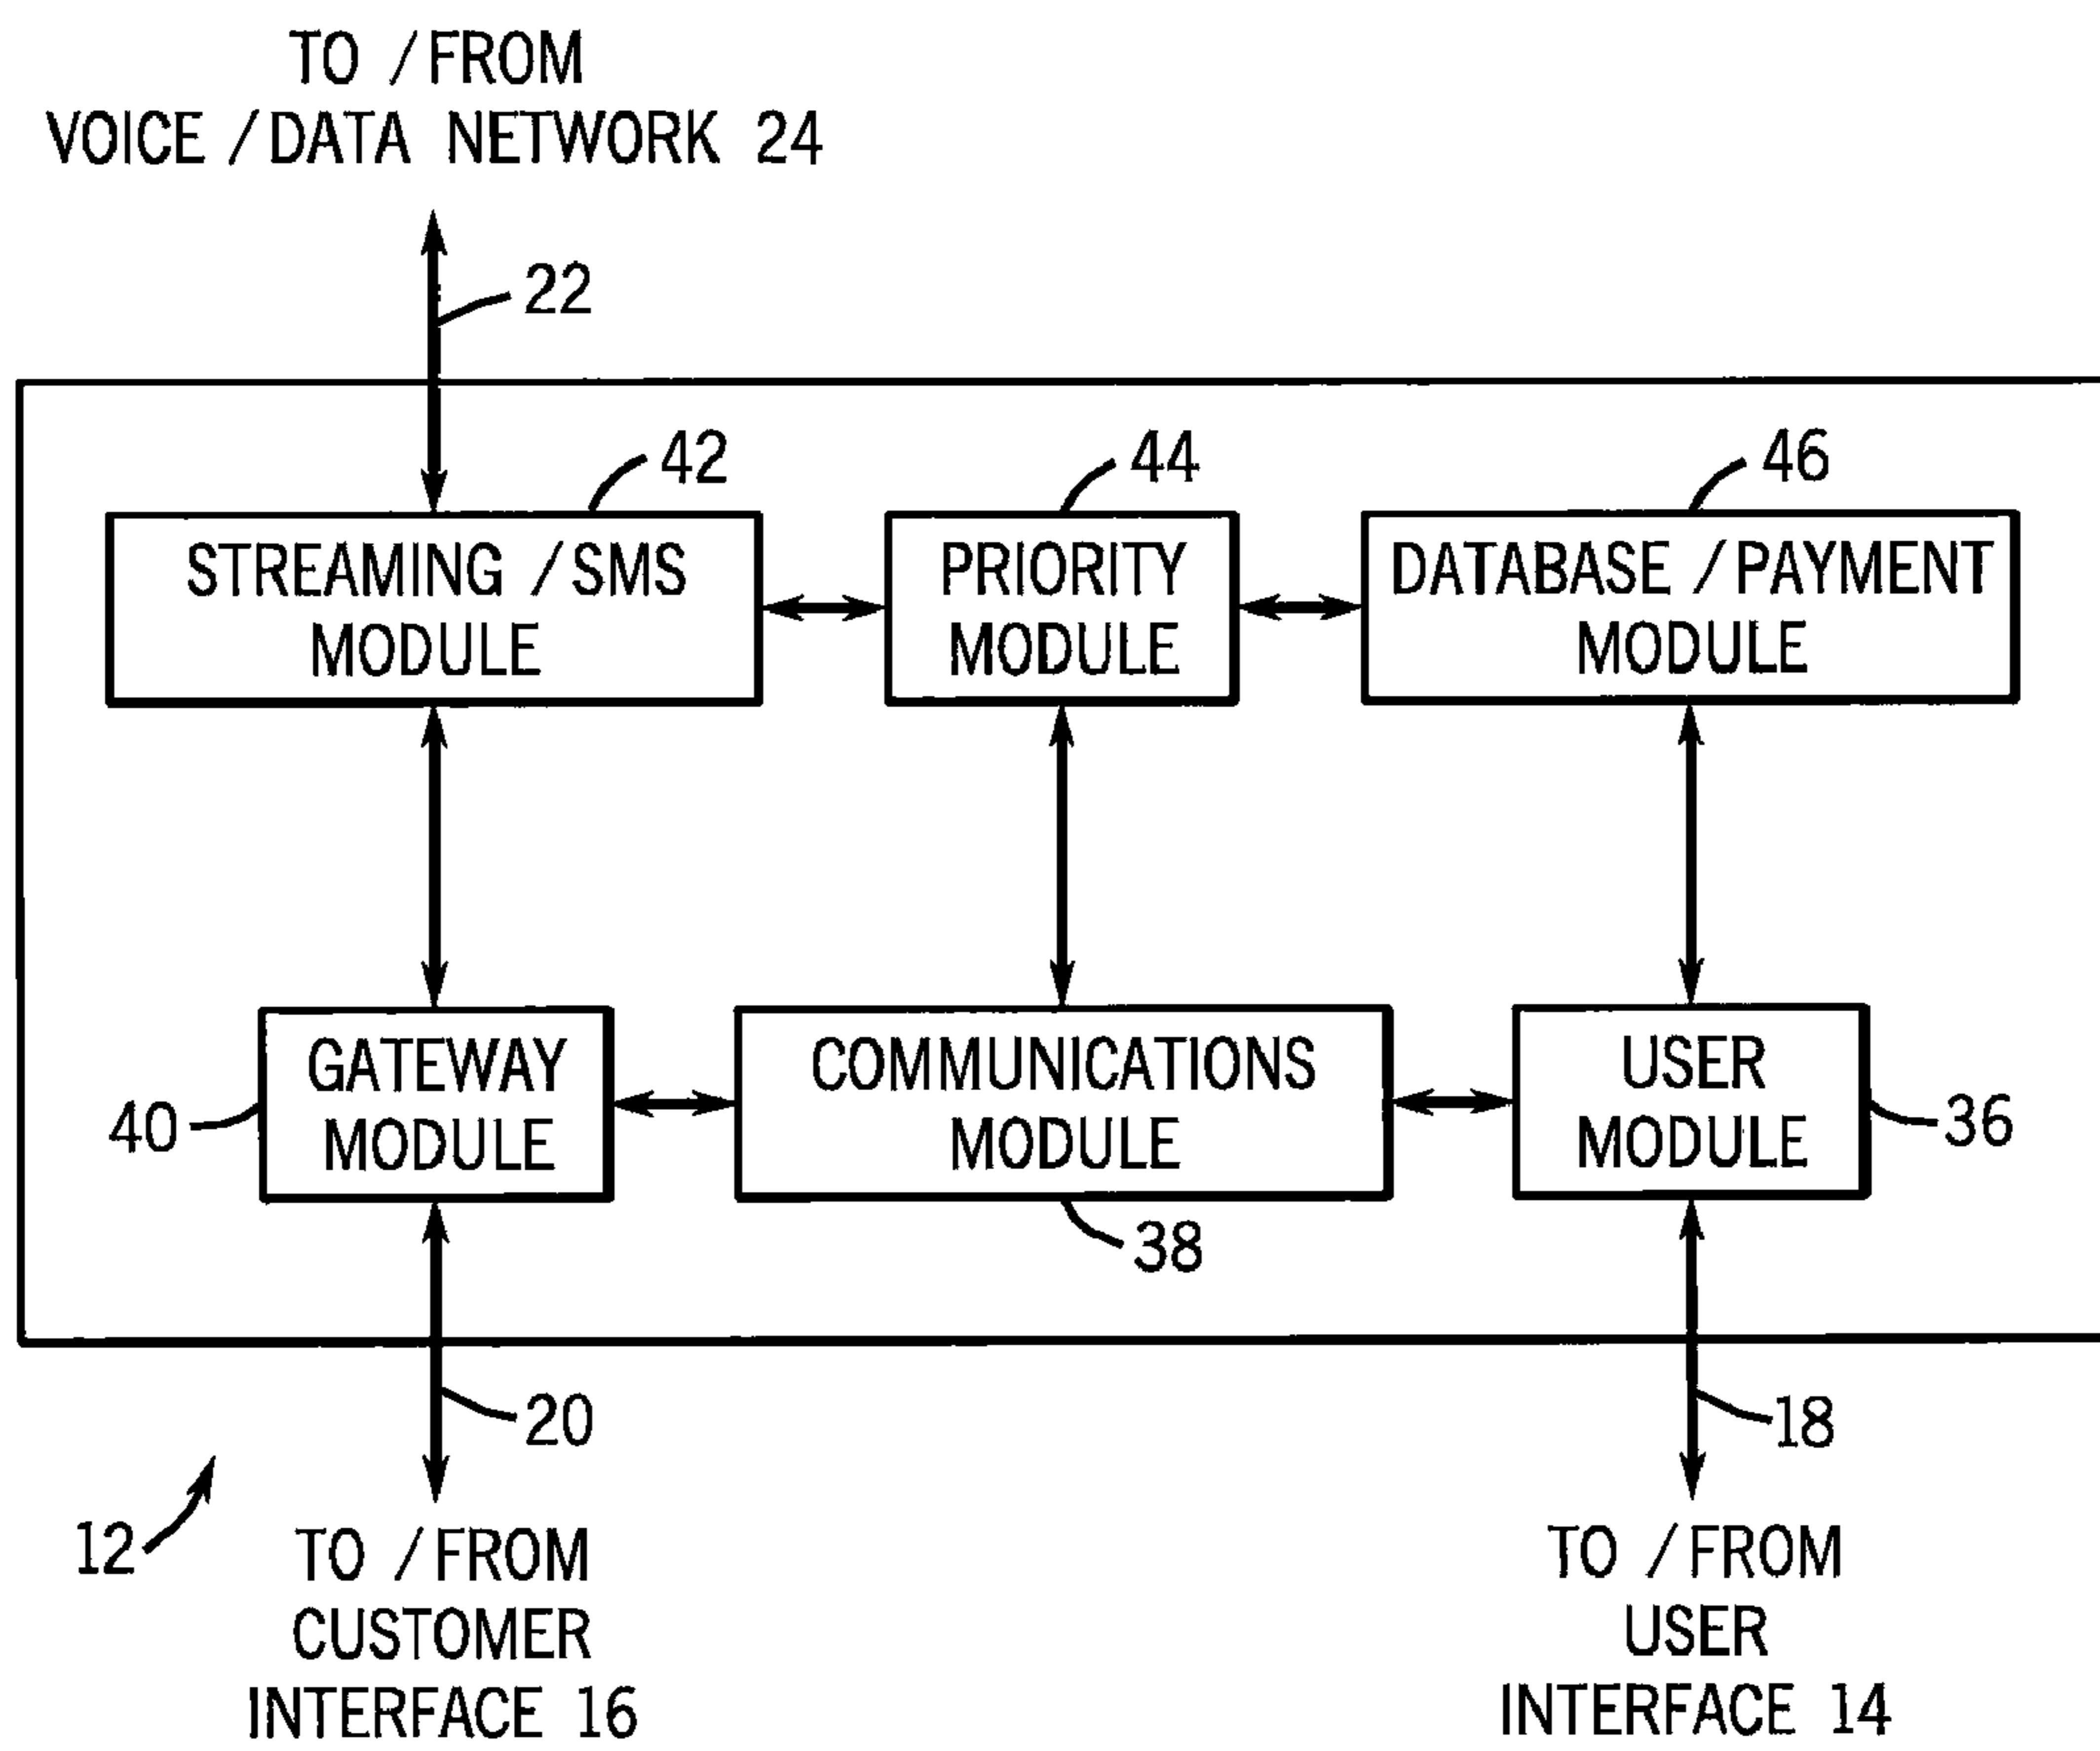 TO /FROM
VOICE /DATA NETWORK 24
22
42
44
46
STREAMING /SMS
MODULE
PRIORITY
MODULE
DATABASE /PAYMENT
MODULE
GATEWAY
MODULE
COMMUNICATIONS
MODULE
USER
MODULE
40
36
38
20
18
12
TO /FROM
CUSTOMER
INTERFACE 16
TO /FROM
USER
INTERFACE 14